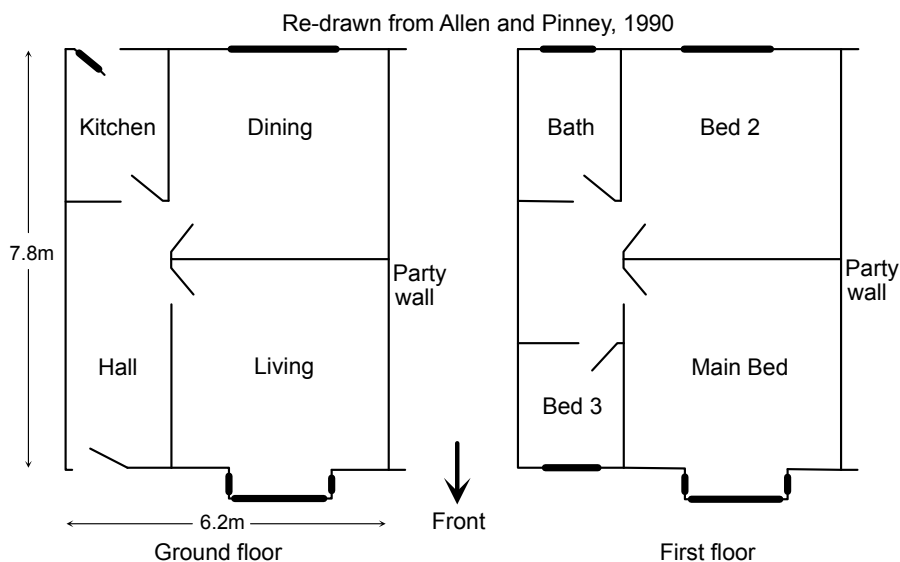 Re-drawn from Allen and Pinney, 1990
Kitchen
Dining
Bath
Bed 2
7.8m
Party
wall
Party
wall
Hall
Living
Main Bed
Bed 3
6.2m
Front
Ground floor
First floor